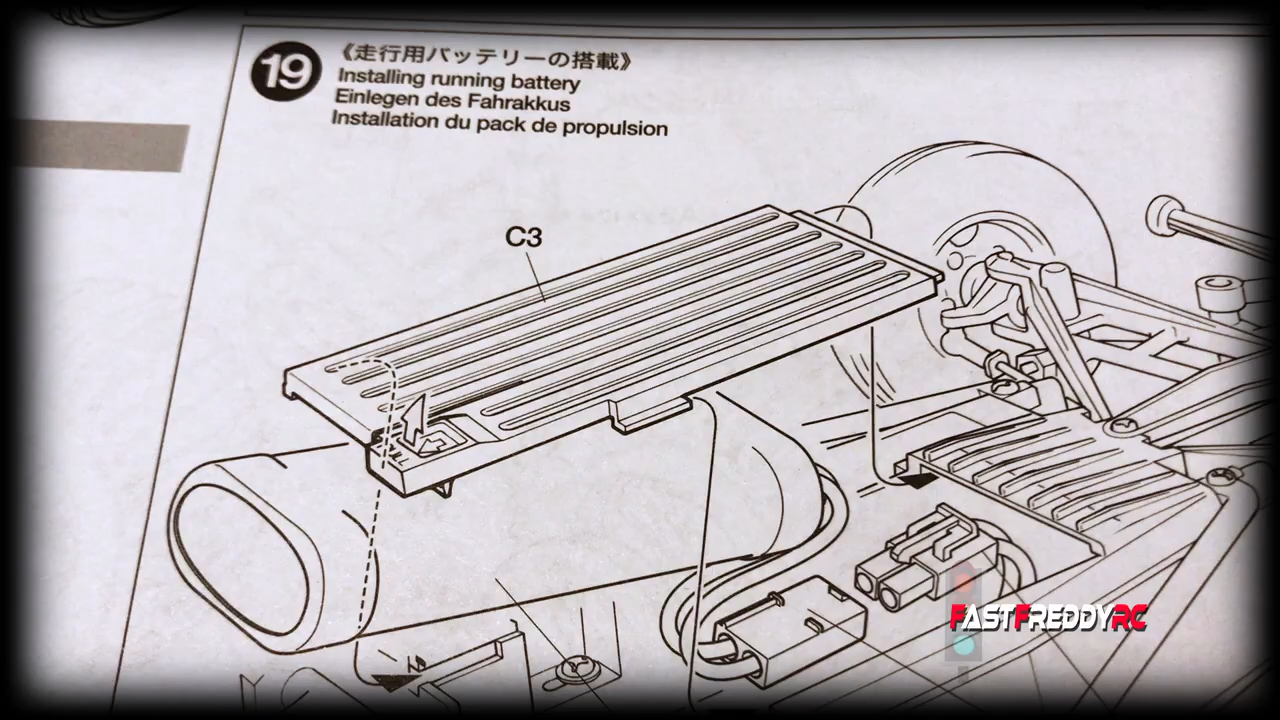 19
《走行用バッテリーの搭載》
Installing running battery
Einlegen des Fahrakkus
Installation du pack de propulsion
C3
FASTFREDDYRC